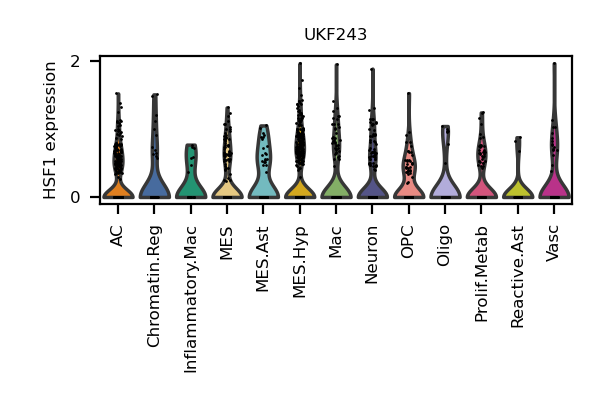 UKF243
HSF1 expression
2
0
AC
Chromatin.Reg
Inflammatory.Mac
MES
MES.Ast
MES.Hyp
Mac
Neuron
OPC
Oligo
Prolif.Metab
Reactive.Ast
Vasc